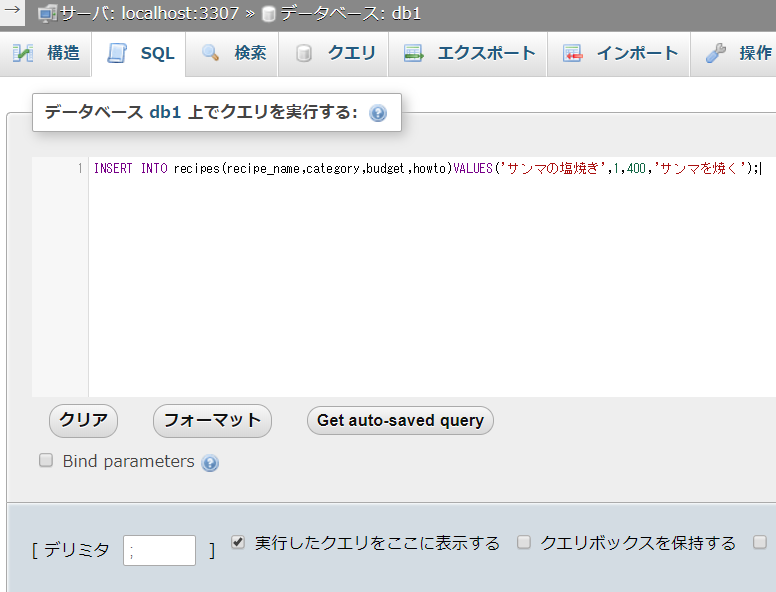 → サーバ: localhost:3307 » データベース: db1
構造 SQL 検索 クエリ エクスポート インポート 操作
データベース db1 上でクエリを実行する:
1 INSERT INTO recipes(recipe_name,category,budget,howto)VALUES('サンマの塩焼き',1,400,'サンマを焼く');
クリア フォーマット Get auto-saved query
Bind parameters
[ デリミタ ; ] 実行したクエリをここに表示する クエリボックスを保持する